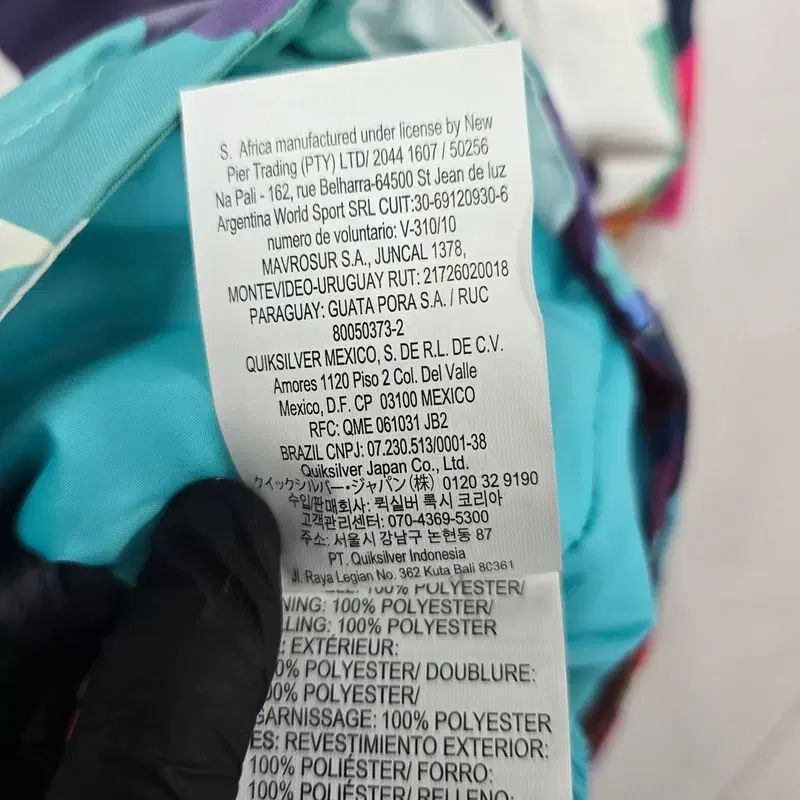 S. Africa manufactured under license by New
Pier Trading (PTY) LTD/ 2044 1607 / 50256
Na Pali - 162, rue Belharra-64500 St Jean de luz
Argentina World Sport SRL CUIT:30-69120930-6
numero de voluntario: V-310/10
MAVROSUR S.A., JUNCAL 1378,
MONTEVIDEO-URUGUAY RUT: 21726020018
PARAGUAY: GUATA PORA S.A. / RUC
80050373-2
QUIKSILVER MEXICO, S. DE R.L. DE C.V.
Amores 1120 Piso 2 Col. Del Valle
Mexico, D.F. CP 03100 MEXICO
RFC: QME 061031 JB2
BRAZIL CNPJ: 07.230.513/0001-38
Quiksilver Japan Co., Ltd.
クイックシルバー・ジャパン(株) 0120 32 9190
수입/판매회사: 퀵실버 록시 코리아
고객관리센터: 070-4369-5300
주소: 서울시 강남구 논현동 87
PT. Quiksilver Indonesia
Jl. Raya Legian No. 362 Kuta Bali 80361
100% POLYESTER/
NING: 100% POLYESTER/
LLING: 100% POLYESTER
: EXTÉRIEUR:
0% POLYESTER/ DOUBLURE:
00% POLYESTER/
GARNISSAGE: 100% POLYESTER
ES: REVESTIMIENTO EXTERIOR:
100% POLIÉSTER/ FORRO:
100% POLIÉSTER/ RELLENO: